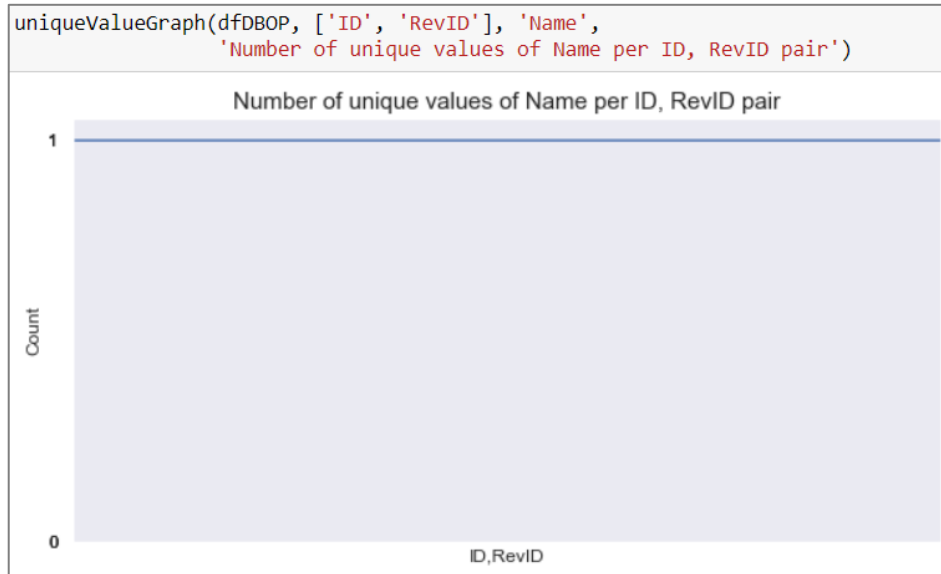 uniqueValueGraph(dfDBOP, ['ID', 'RevID'], 'Name',
'Number of unique values of Name per ID, RevID pair')
Number of unique values of Name per ID, RevID pair
1
Count
0
ID,RevID